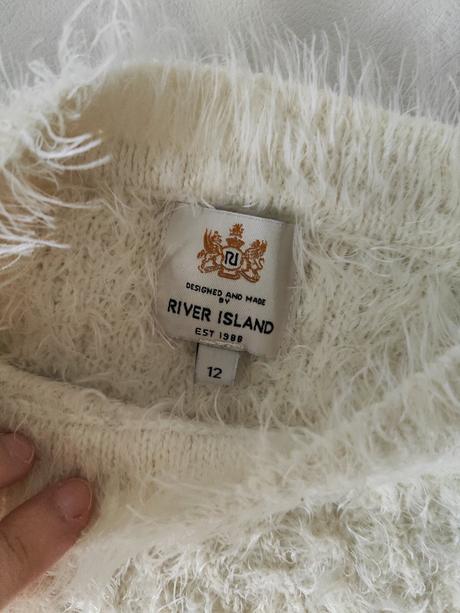 RI
DESIGNED AND MADE
BY
RIVER ISLAND
EST 1988
12